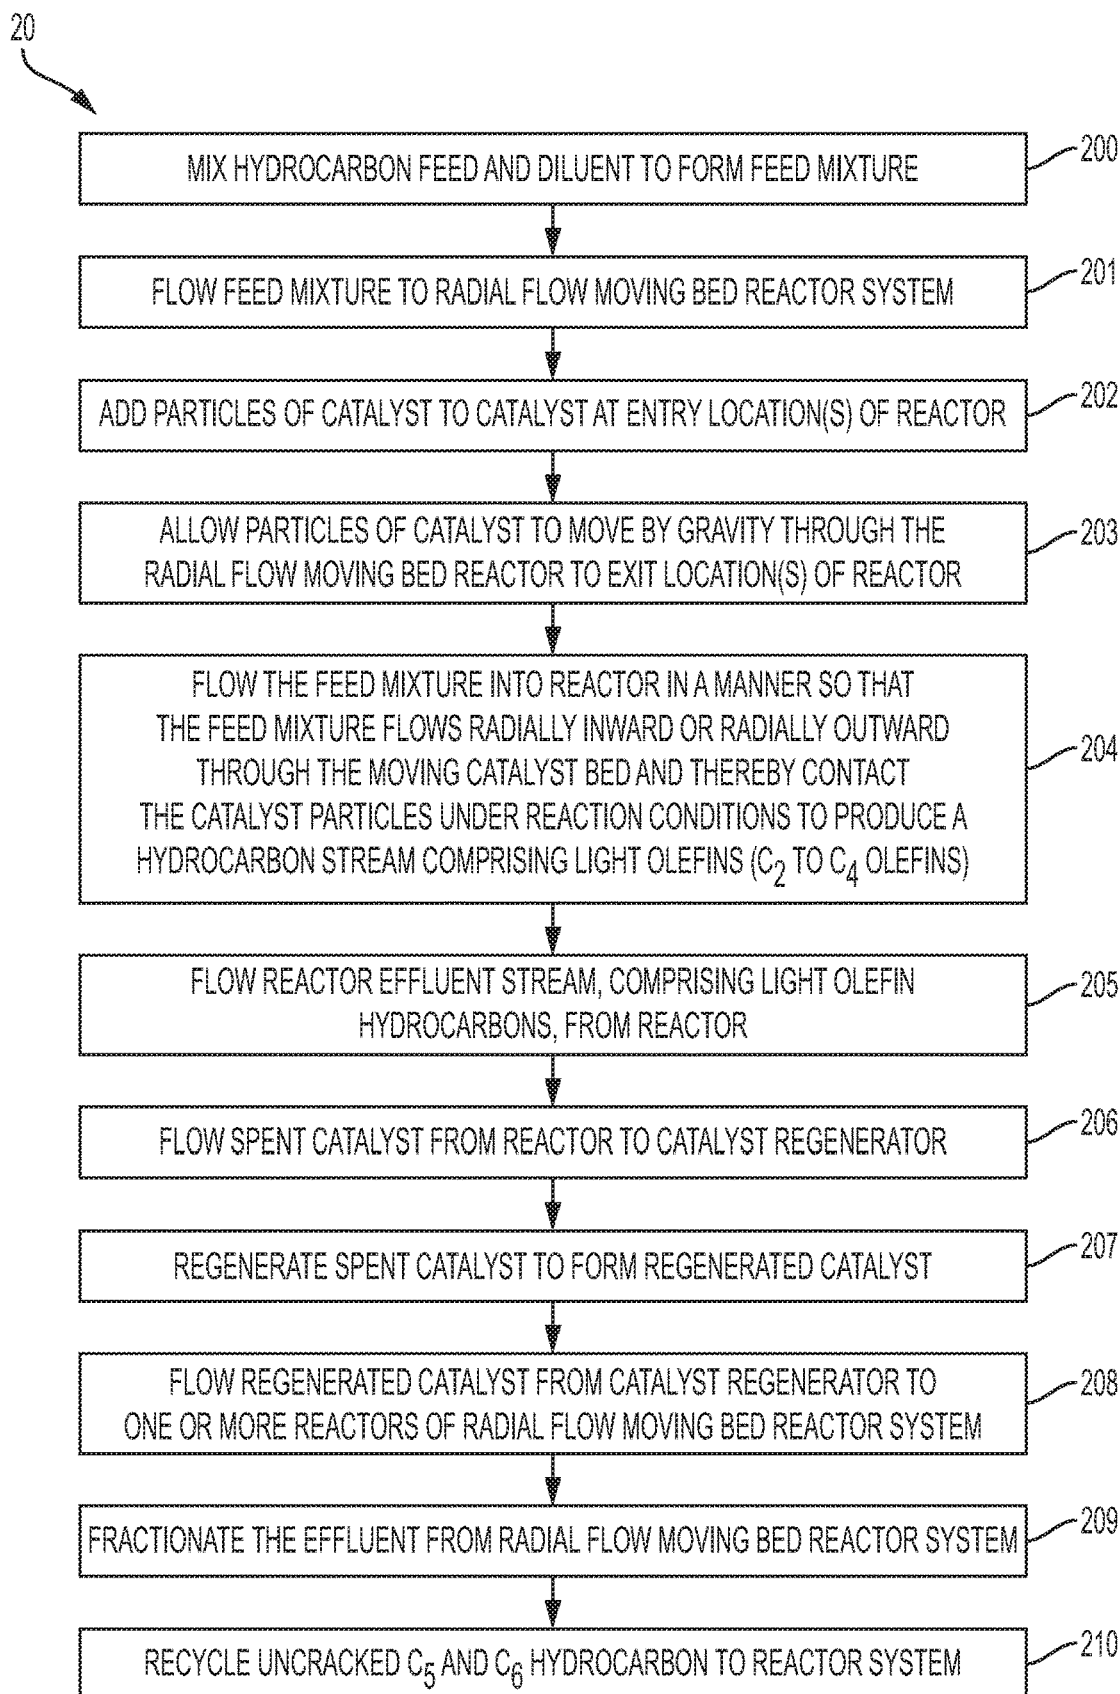 20
MIX HYDROCARBON FEED AND DILUENT TO FORM FEED MIXTURE
200
FLOW FEED MIXTURE TO RADIAL FLOW MOVING BED REACTOR SYSTEM
201
ADD PARTICLES OF CATALYST TO CATALYST AT ENTRY LOCATION(S) OF REACTOR
202
ALLOW PARTICLES OF CATALYST TO MOVE BY GRAVITY THROUGH THE
RADIAL FLOW MOVING BED REACTOR TO EXIT LOCATION(S) OF REACTOR
203
FLOW THE FEED MIXTURE INTO REACTOR IN A MANNER SO THAT
THE FEED MIXTURE FLOWS RADIALLY INWARD OR RADIALLY OUTWARD
THROUGH THE MOVING CATALYST BED AND THEREBY CONTACT
THE CATALYST PARTICLES UNDER REACTION CONDITIONS TO PRODUCE A
HYDROCARBON STREAM COMPRISING LIGHT OLEFINS (C2 TO C4 OLEFINS)
204
FLOW REACTOR EFFLUENT STREAM, COMPRISING LIGHT OLEFIN
HYDROCARBONS, FROM REACTOR
205
FLOW SPENT CATALYST FROM REACTOR TO CATALYST REGENERATOR
206
REGENERATE SPENT CATALYST TO FORM REGENERATED CATALYST
207
FLOW REGENERATED CATALYST FROM CATALYST REGENERATOR TO
ONE OR MORE REACTORS OF RADIAL FLOW MOVING BED REACTOR SYSTEM
208
FRACTIONATE THE EFFLUENT FROM RADIAL FLOW MOVING BED REACTOR SYSTEM
209
RECYCLE UNCRACKED C5 AND C6 HYDROCARBON TO REACTOR SYSTEM
210